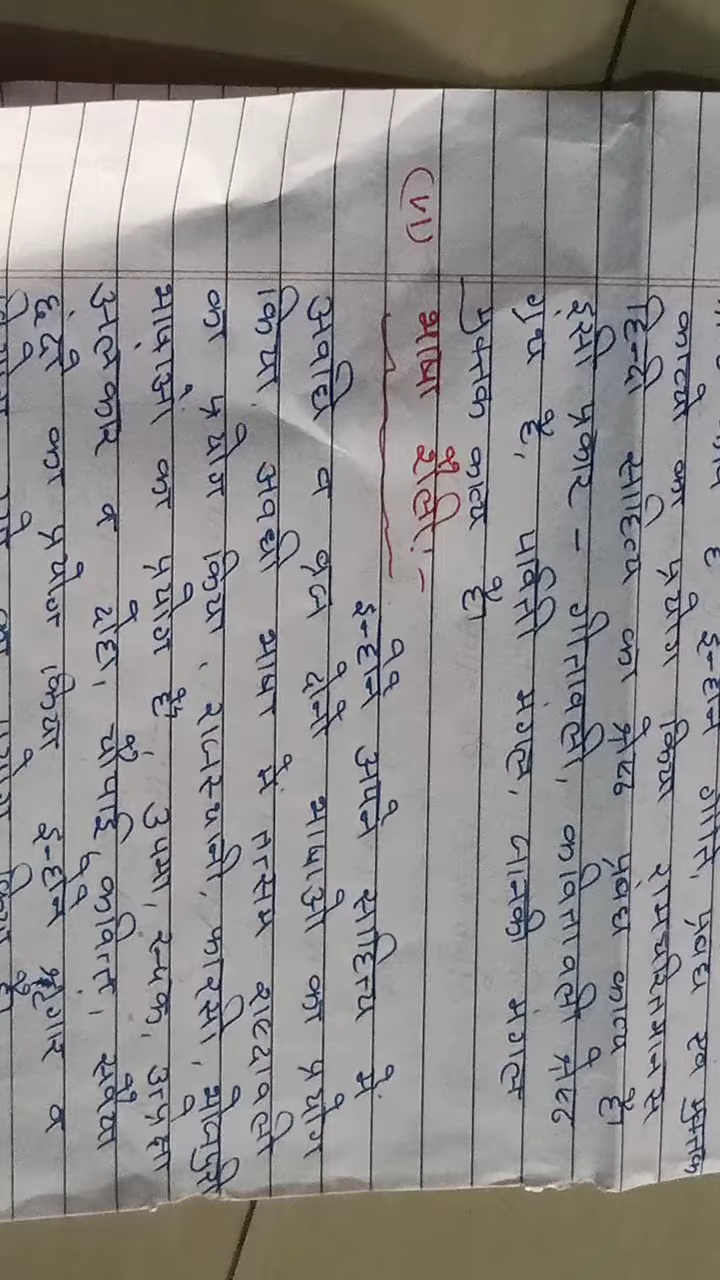 है इन्होंने गीति, प्रबंध एवं मुक्तक
काव्यो का प्रयोग किया रामचरितमानस
हिन्दी साहित्य का श्रेष्ठ प्रबंध काव्य है।
इसी प्रकार - गीतावली, कवितावली श्रेष्ठ
ग्रंथ है, पार्वती मंगल, जानकी मंगल
मुक्तक काव्य है।
(VI) भाषा शैली:-
इन्होंने अपने साहित्य में
अवधि व बृज दोनों भाषाओ का प्रयोग
किया, अवधी भाषा में तत्सम शब्दावली
का प्रयोग किया, राजस्थानी, फारसी, भोजपुरी
भाषाओं का प्रयोग हैं, उपमा, रूपक, उत्प्रेक्षा
अलंकार व दोहा, चौपाई, कवित्त, सवैया
छंदो का प्रयोग किया इन्होंने श्रृंगार व
का प्रयोग किया है।